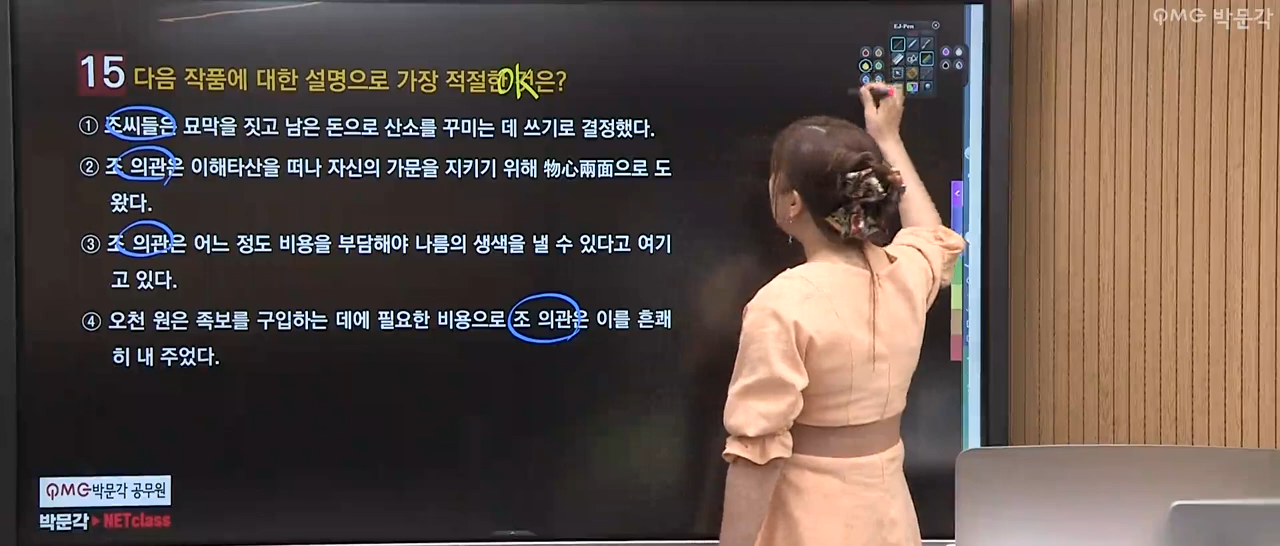 QMG 박문각
EJ-Pen
15 다음 작품에 대한 설명으로 가장 적절한 은?
OK
① 조씨들은 묘막을 짓고 남은 돈으로 산소를 꾸미는 데 쓰기로 결정했다.
② 조 의관은 이해타산을 떠나 자신의 가문을 지키기 위해 物心兩面으로 도
왔다.
③ 조 의관은 어느 정도 비용을 부담해야 나름의 생색을 낼 수 있다고 여기
고 있다.
④ 오천 원은 족보를 구입하는 데에 필요한 비용으로 조 의관은 이를 흔쾌
히 내 주었다.
QMG 박문각 공무원
박문각 ▶ NETclass